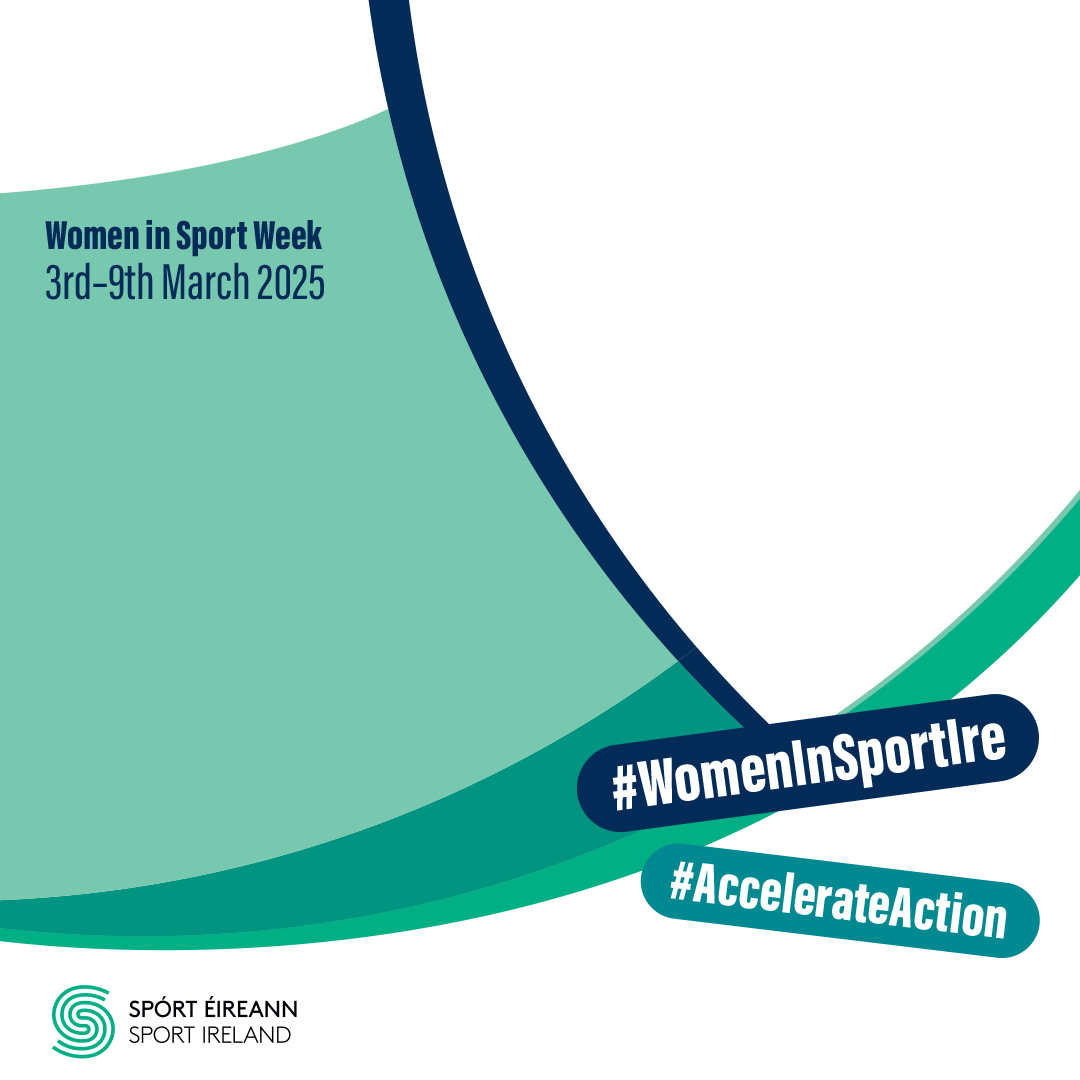 Women in Sport Week
3rd–9th March 2025
#WomenInSportIre
#AccelerateAction
SPÓRT ÉIREANN
SPORT IRELAND